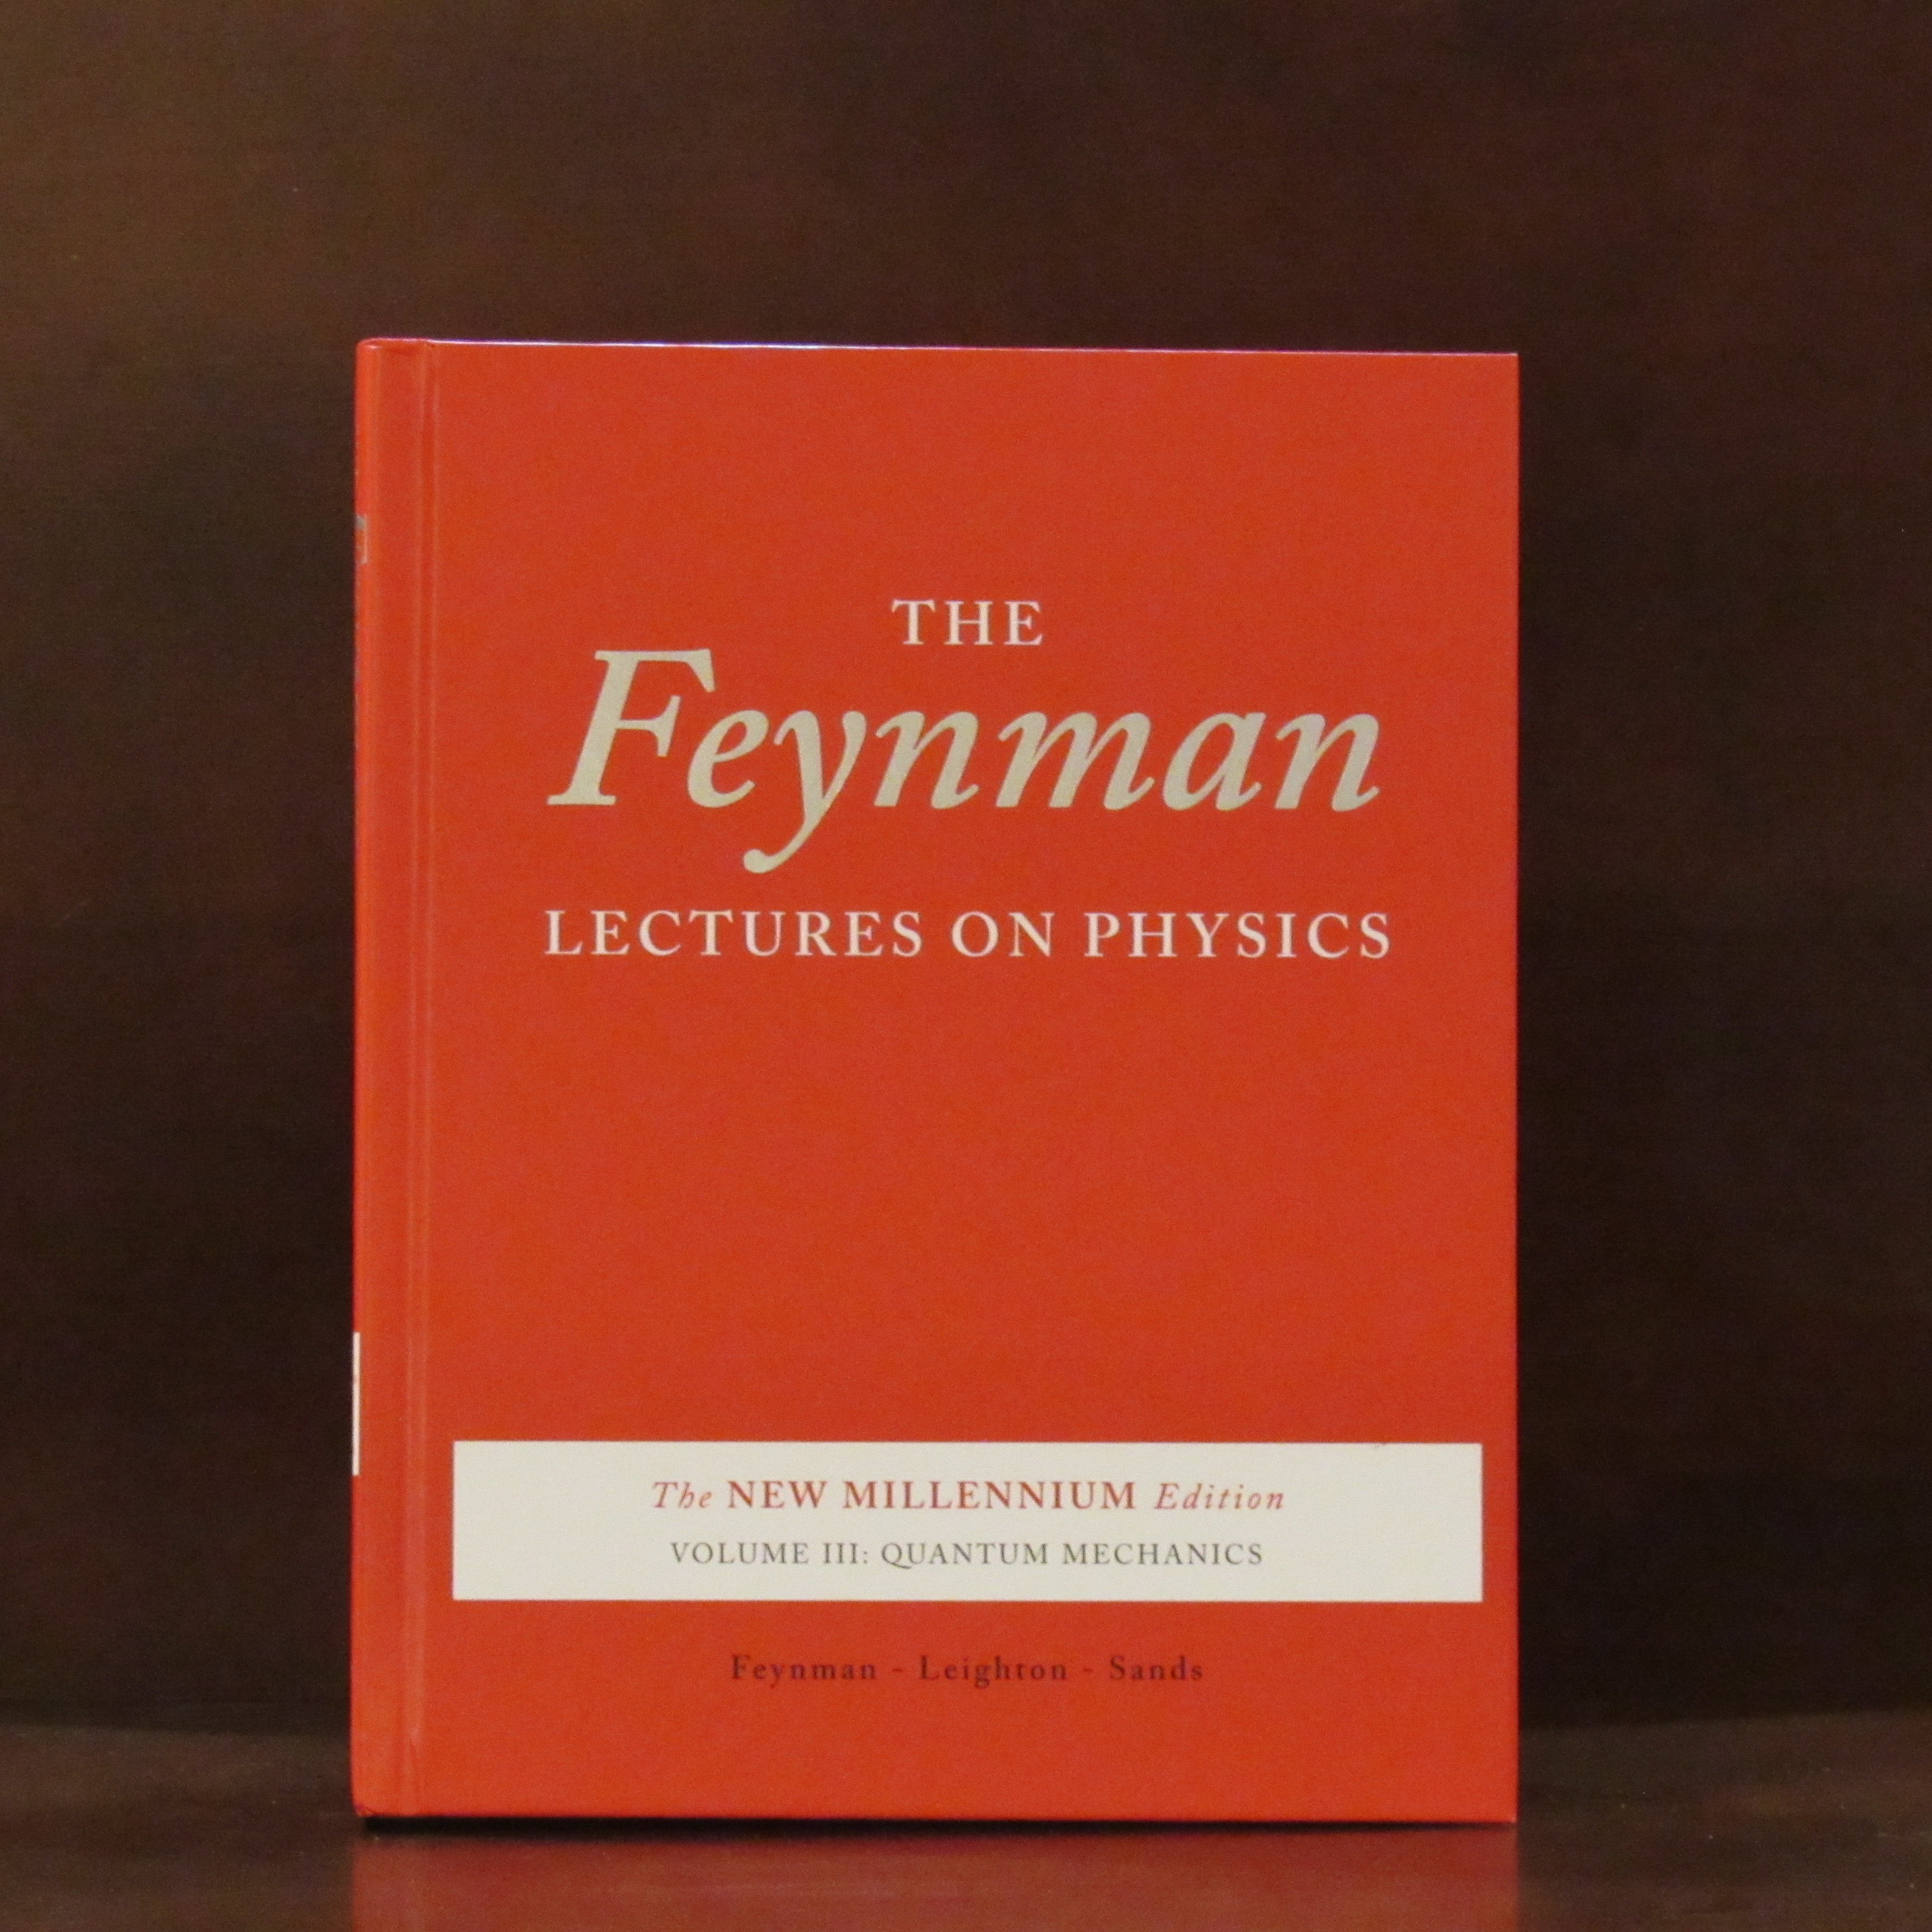 THE
Feynman
LECTURES ON PHYSICS
The NEW MILLENNIUM Edition
VOLUME III: QUANTUM MECHANICS
Feynman - Leighton - Sands